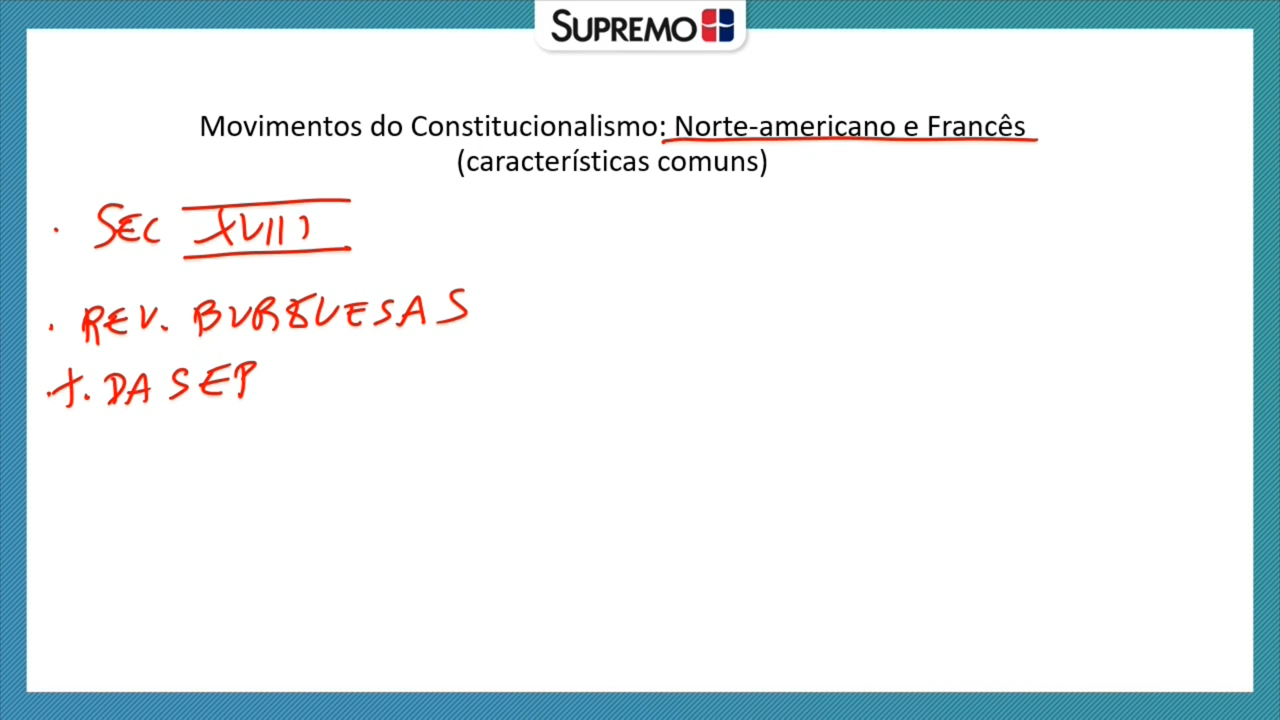 SUPREMO
Movimentos do Constitucionalismo: Norte-americano e Francês
(características comuns)
· SEC XVIII
· REV. BURGUESAS
· T. DA SEP